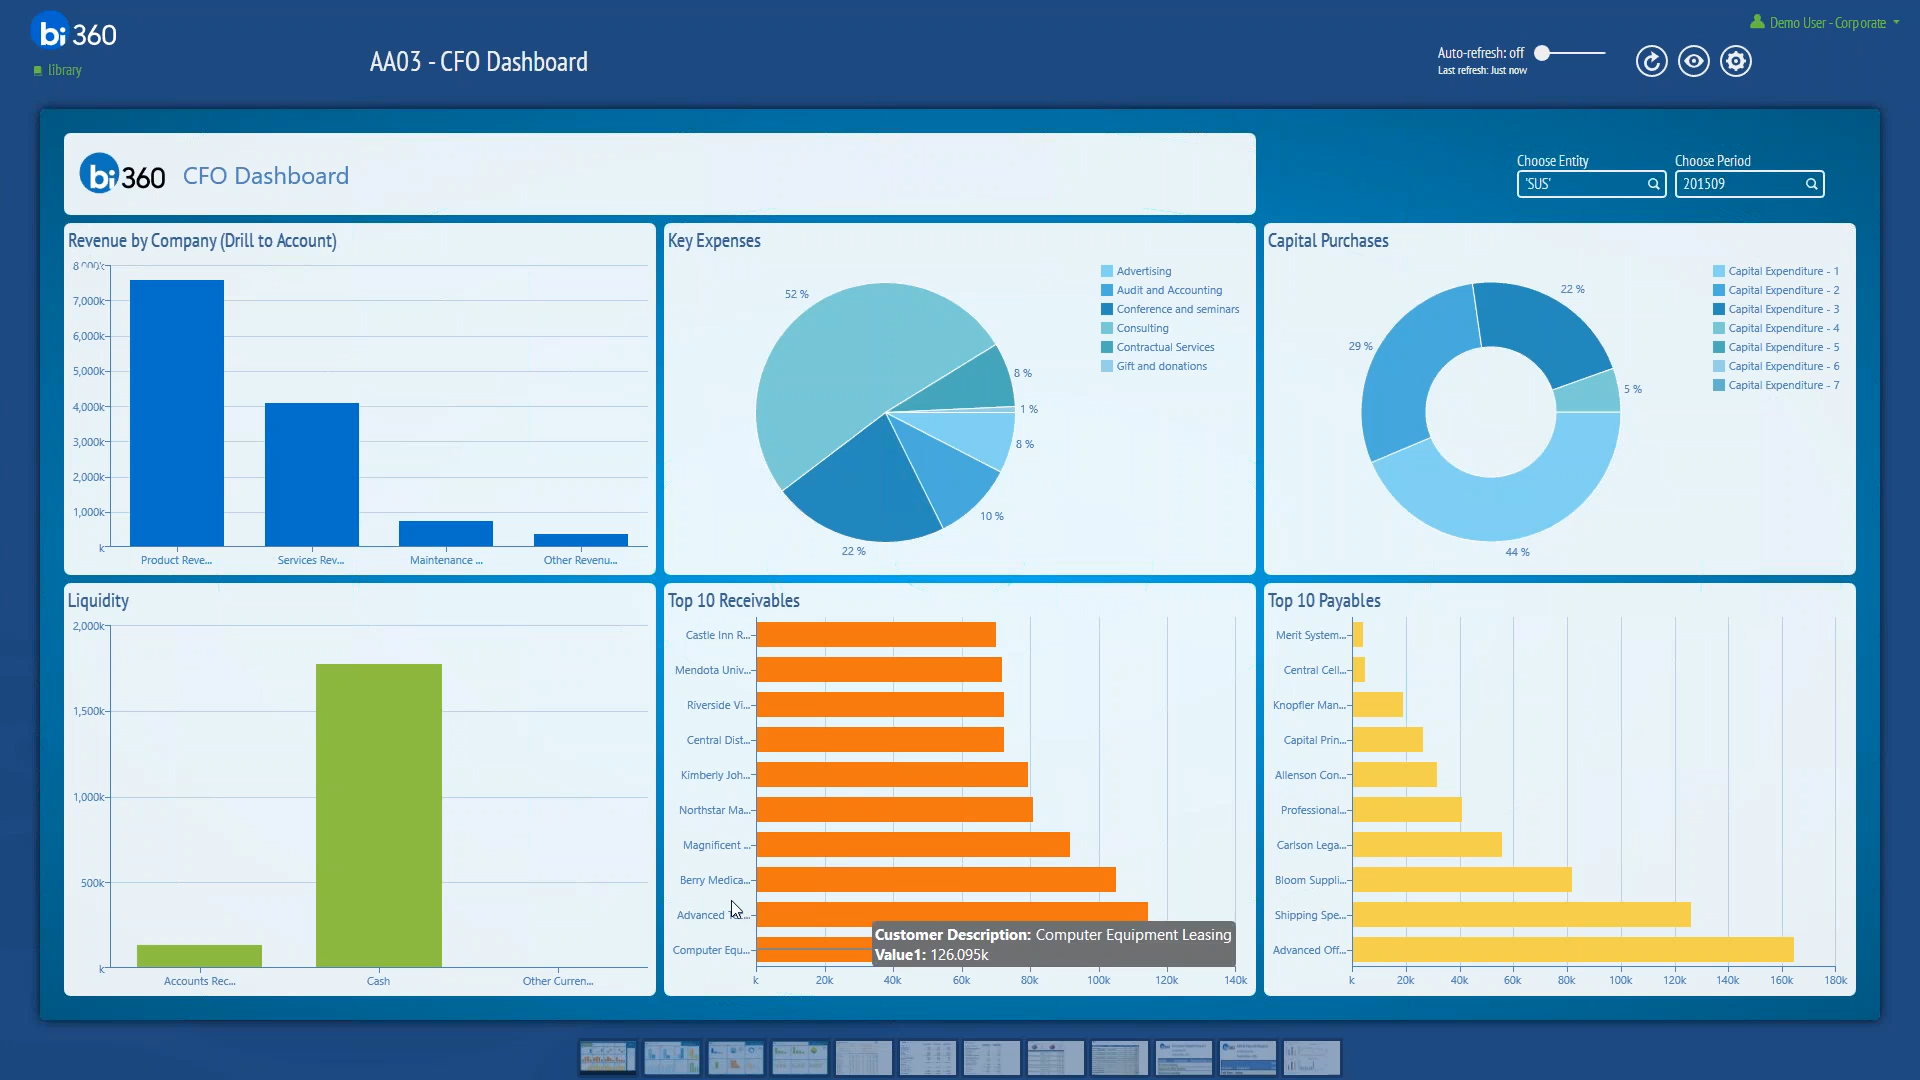 bi 360
Library
AA03 - CFO Dashboard
Auto-refresh: off
Last refresh: Just now
Demo User - Corporate
bi 360 CFO Dashboard
Choose Entity
'SUS'
Choose Period
201509
Revenue by Company (Drill to Account)
8,000k
7,000k
6,000k
5,000k
4,000k
3,000k
2,000k
1,000k
k
Product Reve...
Services Rev...
Maintenance ...
Other Revenu...
Key Expenses
52 %
8 %
1 %
8 %
10 %
22 %
Advertising
Audit and Accounting
Conference and seminars
Consulting
Contractual Services
Gift and donations
Capital Purchases
22 %
29 %
5 %
44 %
Capital Expenditure - 1
Capital Expenditure - 2
Capital Expenditure - 3
Capital Expenditure - 4
Capital Expenditure - 5
Capital Expenditure - 6
Capital Expenditure - 7
Liquidity
2,000k
1,500k
1,000k
500k
k
Accounts Rec...
Cash
Other Curren...
Top 10 Receivables
Castle Inn R...
Mendota Univ...
Riverside Vi...
Central Dist...
Kimberly Joh...
Northstar Ma...
Magnificent ...
Berry Medica...
Advanced
Computer Equ...
Customer Description: Computer Equipment Leasing
Value1: 126.095k
k
20k
40k
60k
80k
100k
120k
140k
Top 10 Payables
Merit System...
Central Cell...
Knopfler Man...
Capital Prin...
Allenson Con...
Professional...
Carlson Lega...
Bloom Suppli...
Shipping Spe...
Advanced Off...
k
20k
40k
60k
80k
100k
120k
140k
160k
180k